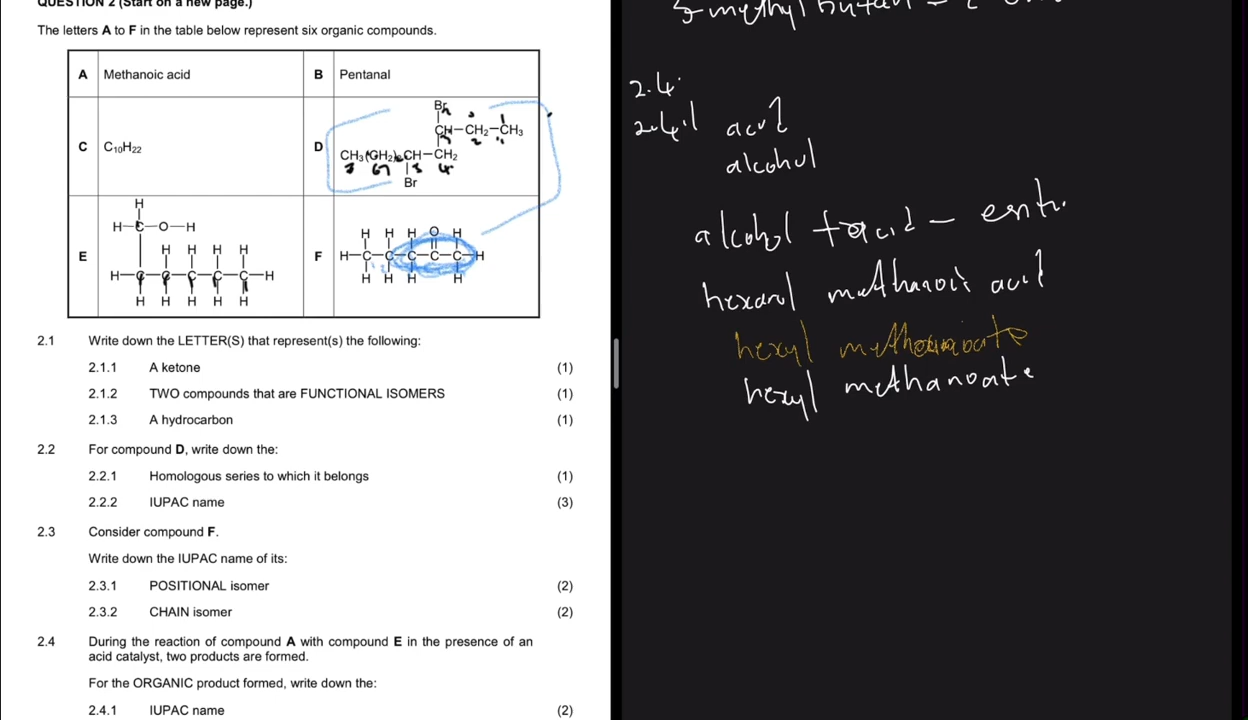 QUESTION 2 (Start on a new page.)
The letters A to F in the table below represent six organic compounds.
A Methanoic acid B Pentanal
C C₁₀H₂₂ D
Br
CH–CH₂–CH₃
CH₃(CH₂)₂CH–CH₂
Br
E
H
H–C–O–H
H H H H
H–C–C–C–C–C–H
H H H H H
F
H H H O H
H–C–C–C–C–C–H
H H H H
2.1 Write down the LETTER(S) that represent(s) the following:
2.1.1 A ketone (1)
2.1.2 TWO compounds that are FUNCTIONAL ISOMERS (1)
2.1.3 A hydrocarbon (1)
2.2 For compound D, write down the:
2.2.1 Homologous series to which it belongs (1)
2.2.2 IUPAC name (3)
2.3 Consider compound F.
Write down the IUPAC name of its:
2.3.1 POSITIONAL isomer (2)
2.3.2 CHAIN isomer (2)
2.4 During the reaction of compound A with compound E in the presence of an
acid catalyst, two products are formed.
For the ORGANIC product formed, write down the:
2.4.1 IUPAC name (2)
2.4
2.4.1 acid
alcohol
alcohol + acid –
hexanol methanoic acid
hexyl
hexyl methanoate